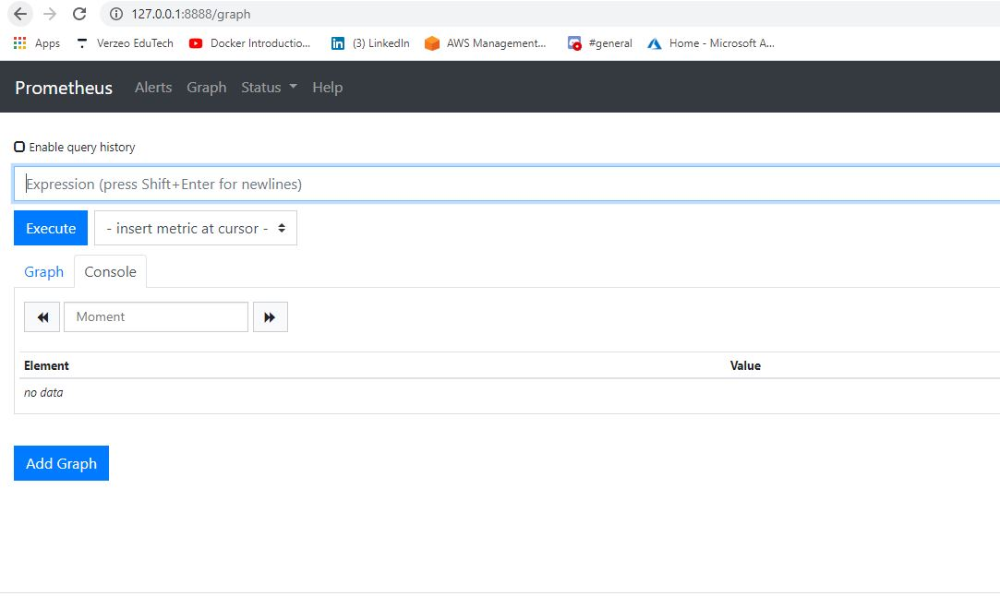 127.0.0.1:8888/graph
Apps Verzeo EduTech Docker Introductio... (3) LinkedIn AWS Management... #general Home - Microsoft A...
Prometheus Alerts Graph Status Help
Enable query history
Expression (press Shift+Enter for newlines)
Execute - insert metric at cursor -
Graph Console
Moment
Element Value
no data
Add Graph